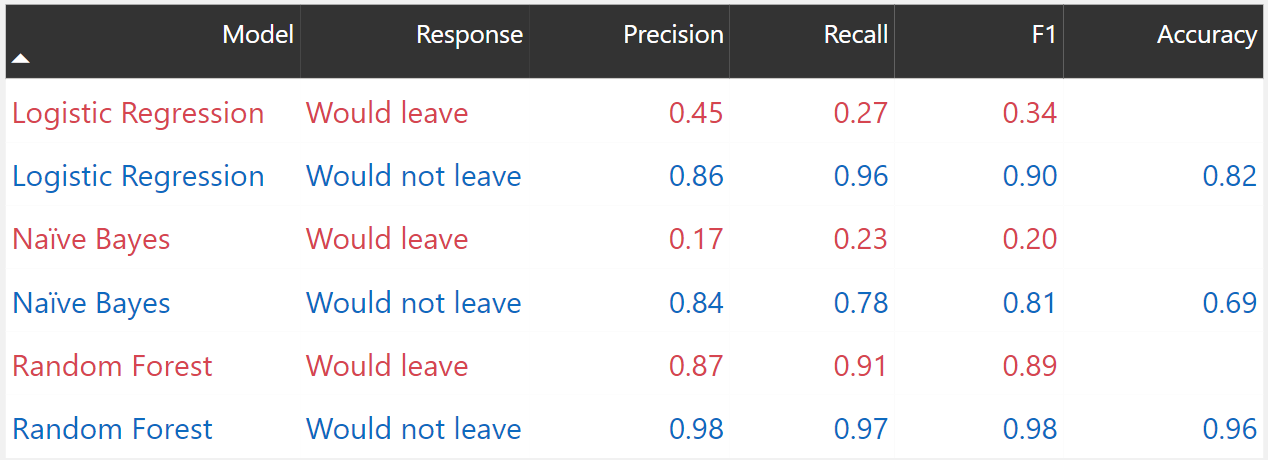 Model Response Precision Recall F1 Accuracy
Logistic Regression Would leave 0.45 0.27 0.34
Logistic Regression Would not leave 0.86 0.96 0.90 0.82
Naïve Bayes Would leave 0.17 0.23 0.20
Naïve Bayes Would not leave 0.84 0.78 0.81 0.69
Random Forest Would leave 0.87 0.91 0.89
Random Forest Would not leave 0.98 0.97 0.98 0.96